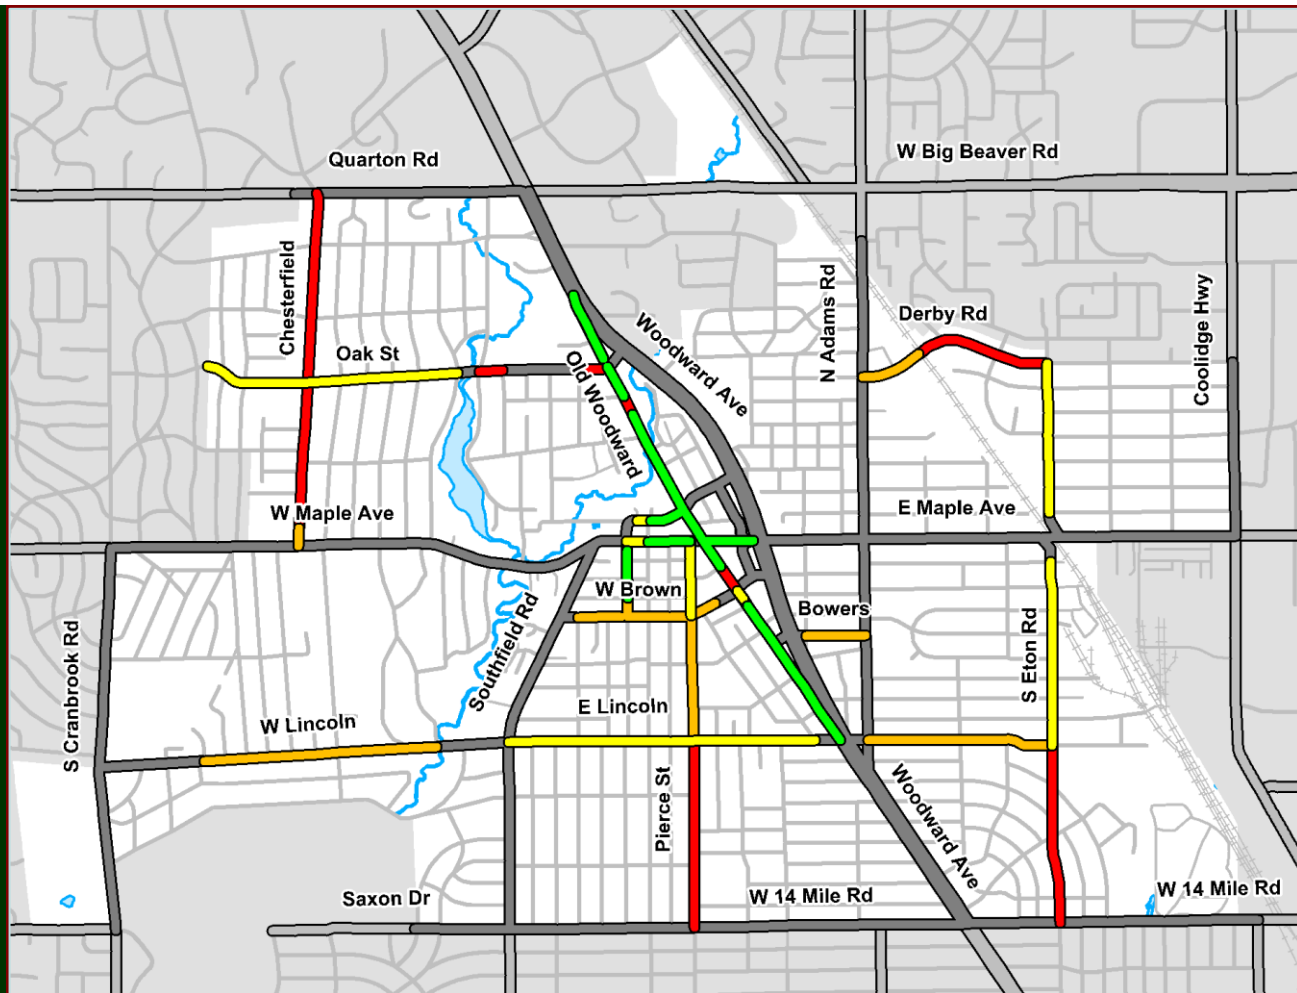 Quarton Rd
W Big Beaver Rd
Chesterfield
N Adams Rd
Coolidge Hwy
Derby Rd
Woodward Ave
Oak St
Old Woodward
W Maple Ave
E Maple Ave
W Brown
Bowers
Southfield Rd
S Eton Rd
S Cranbrook Rd
E Lincoln
W Lincoln
Pierce St
Woodward Ave
Saxon Dr
W 14 Mile Rd
W 14 Mile Rd